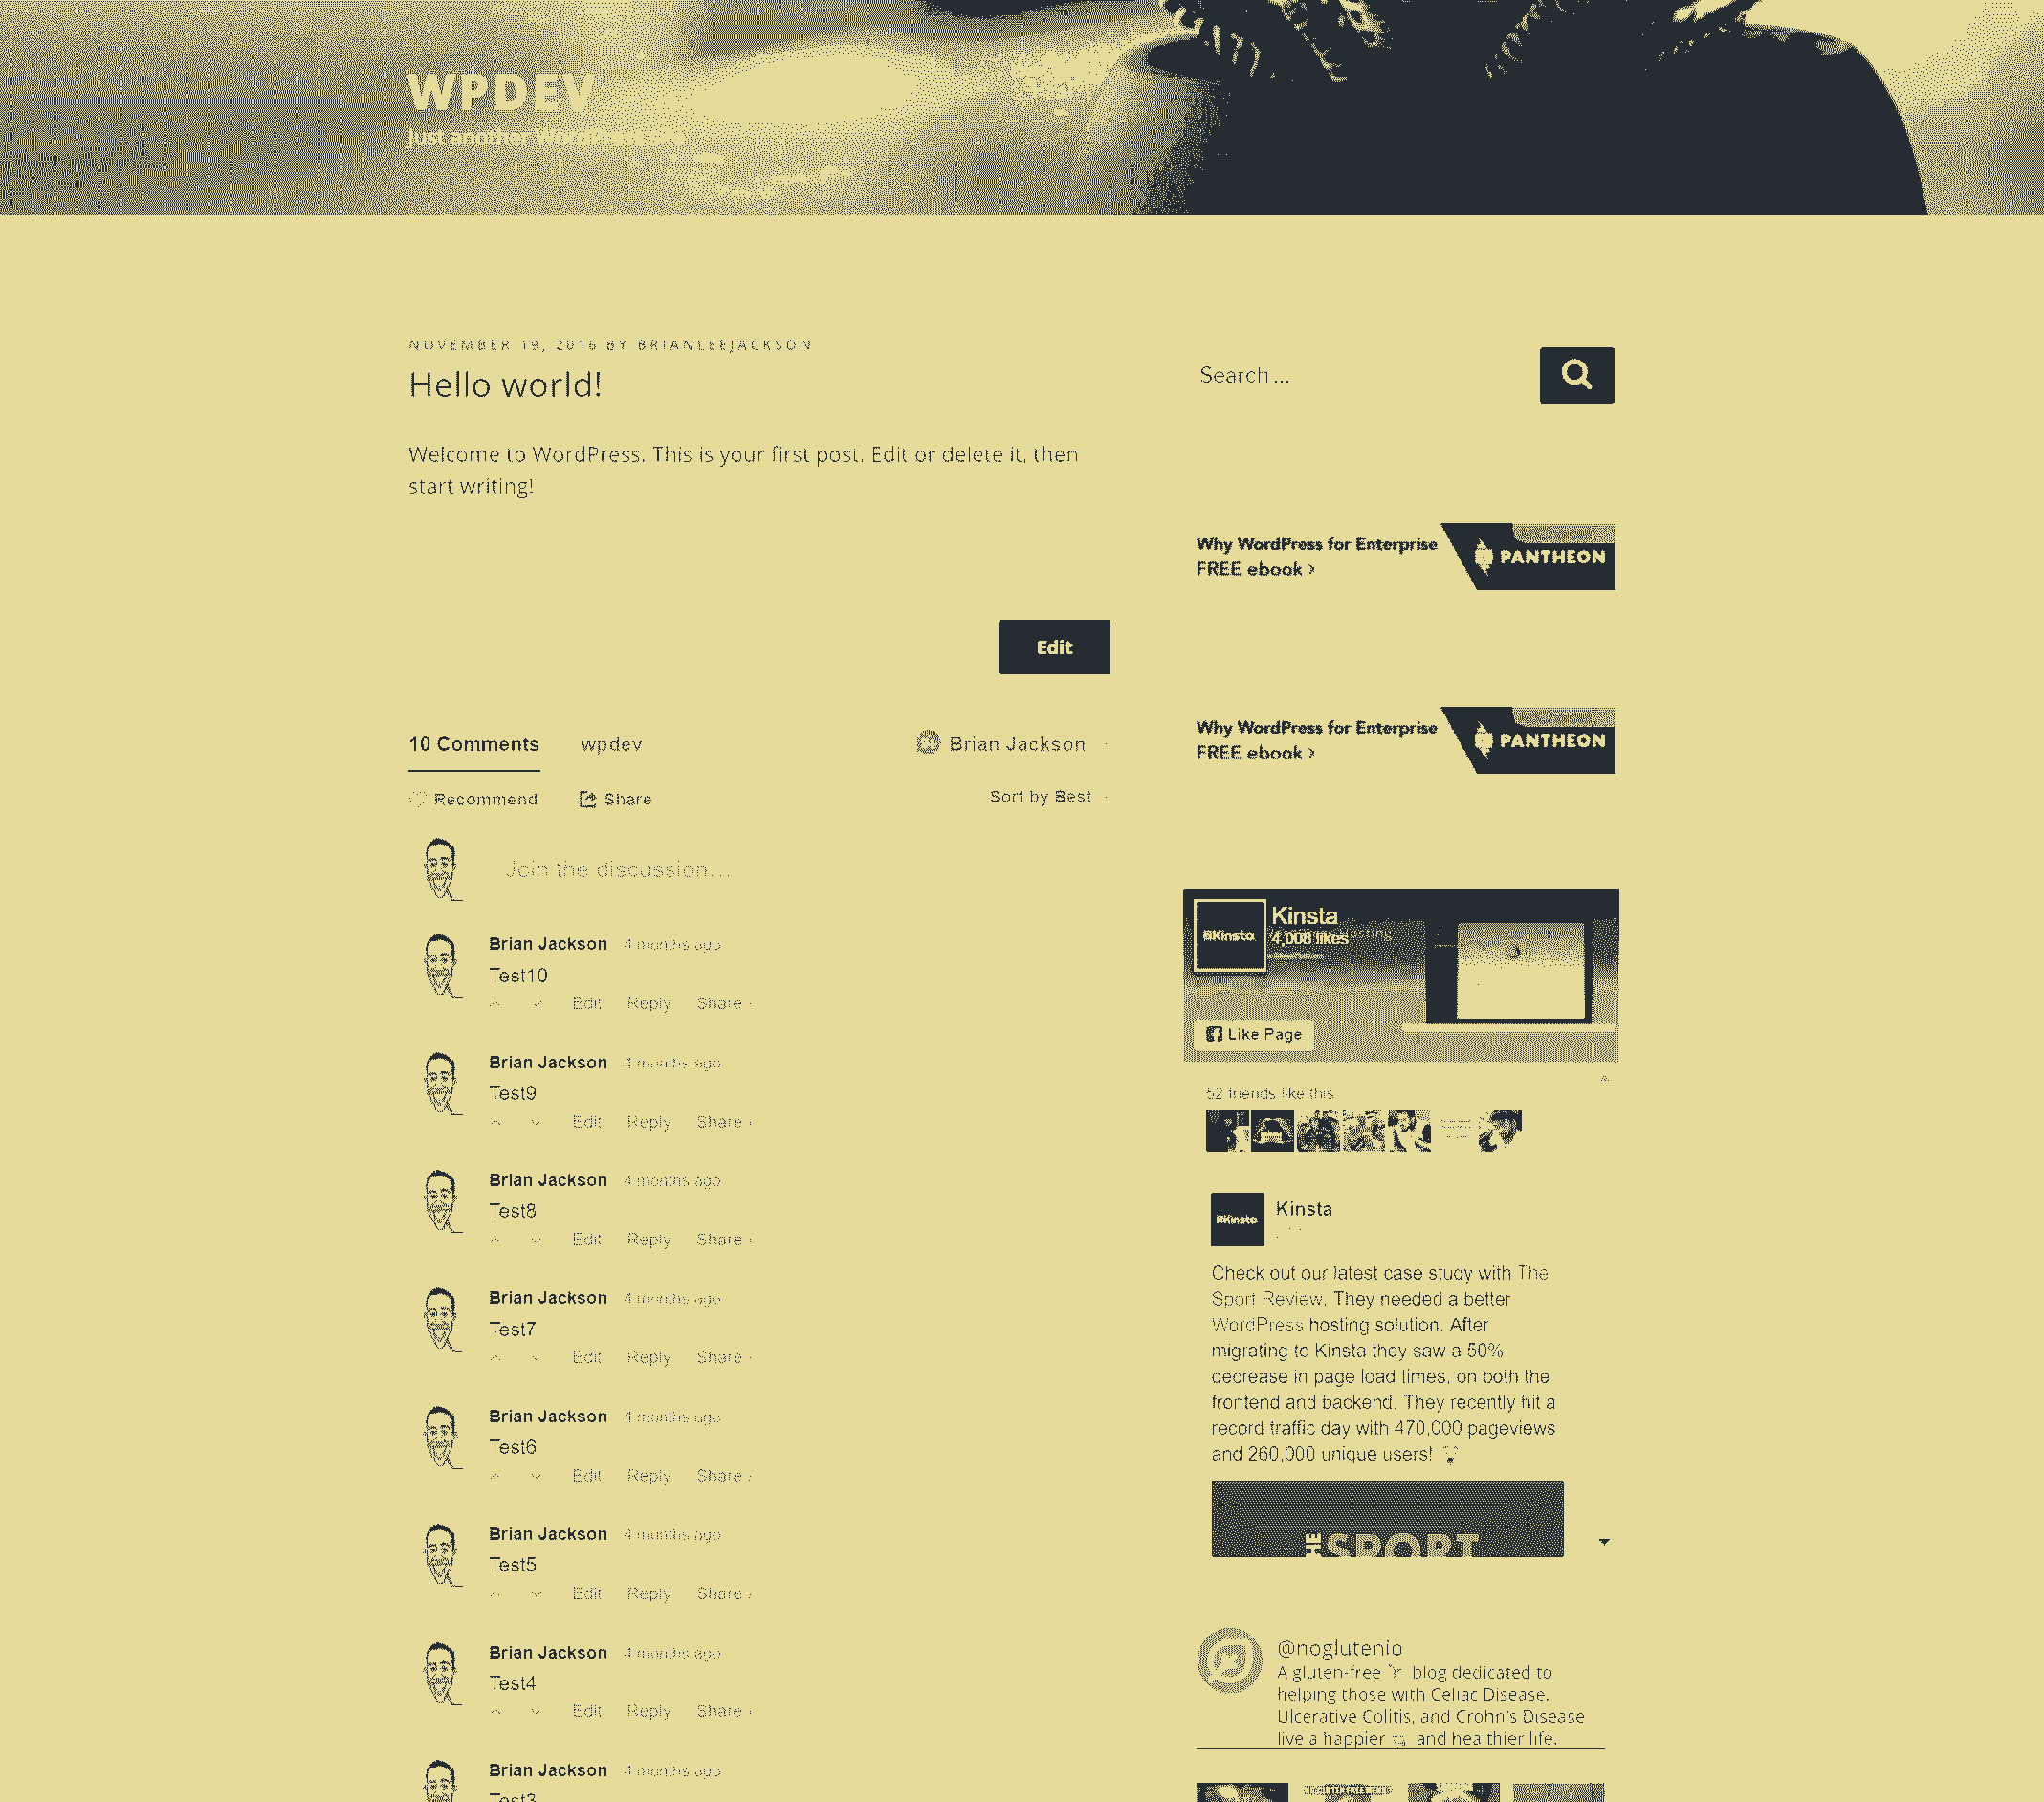 WPDEV
Just another WordPress site
NOVEMBER 19, 2016 BY BRIANLEEJACKSON
Hello world!
Welcome to WordPress. This is your first post. Edit or delete it, then
start writing!
Edit
10 Comments
wpdev
Brian Jackson
Recommend
Share
Sort by Best
Join the discussion...
Brian Jackson 4 months ago
Test10
Edit Reply Share ›
Brian Jackson 4 months ago
Test9
Edit Reply Share ›
Brian Jackson 4 months ago
Test8
Edit Reply Share ›
Brian Jackson 4 months ago
Test7
Edit Reply Share ›
Brian Jackson 4 months ago
Test6
Edit Reply Share ›
Brian Jackson 4 months ago
Test5
Edit Reply Share ›
Brian Jackson 4 months ago
Test4
Edit Reply Share ›
Brian Jackson 4 months ago
Test3
Search ...
Why WordPress for Enterprise
FREE ebook ›
PANTHEON
Why WordPress for Enterprise
FREE ebook ›
PANTHEON
Kinsta
Kinsta
4,008 likes
Hosting
Like Page
52 friends like this
Kinsta
Kinsta
Check out our latest case study with The
Sport Review. They needed a better
WordPress hosting solution. After
migrating to Kinsta they saw a 50%
decrease in page load times, on both the
frontend and backend. They recently hit a
record traffic day with 470,000 pageviews
and 260,000 unique users!
SPORT
@noglutenio
A gluten-free blog dedicated to
helping those with Celiac Disease.
Ulcerative Colitis, and Crohn's Disease
live a happier and healthier life.